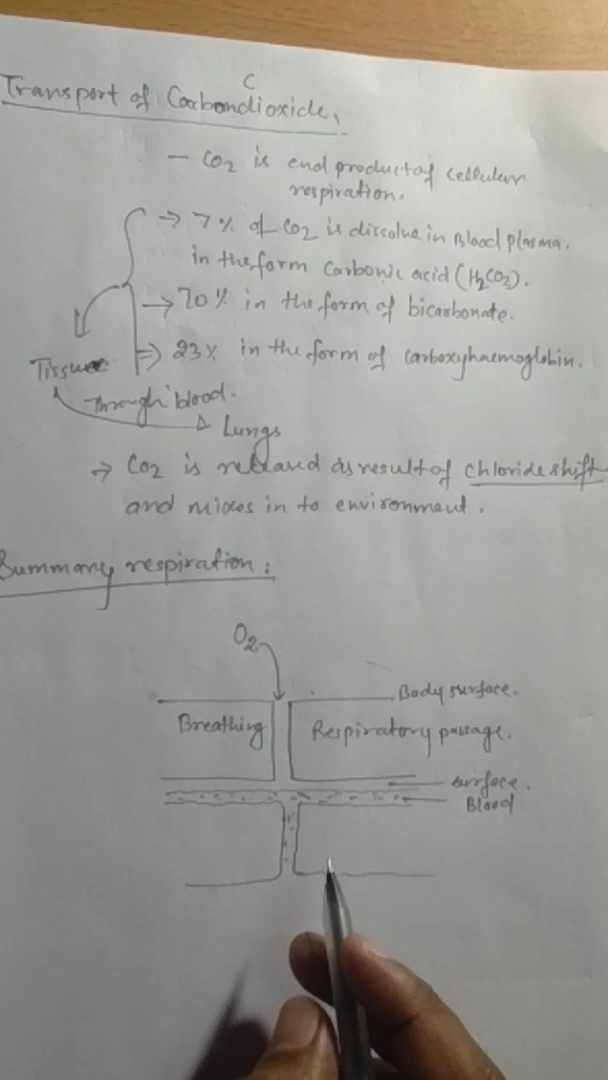 C
Transport of Carbondioxide,
— CO2 is end product of cellular
respiration.
→ 7% of CO2 is dissolve in Blood plasma.
in the form Carbonic acid (H2CO3).
→ 70% in the form of bicarbonate.
Tissue → 23% in the form of carboxyhaemoglobin.
Through blood.
Lungs
→ CO2 is as result of chloride shift
and mixes in to environment.
Summary respiration :
O2
Body surface.
Breathing Respiratory passage.
surface.
Blood